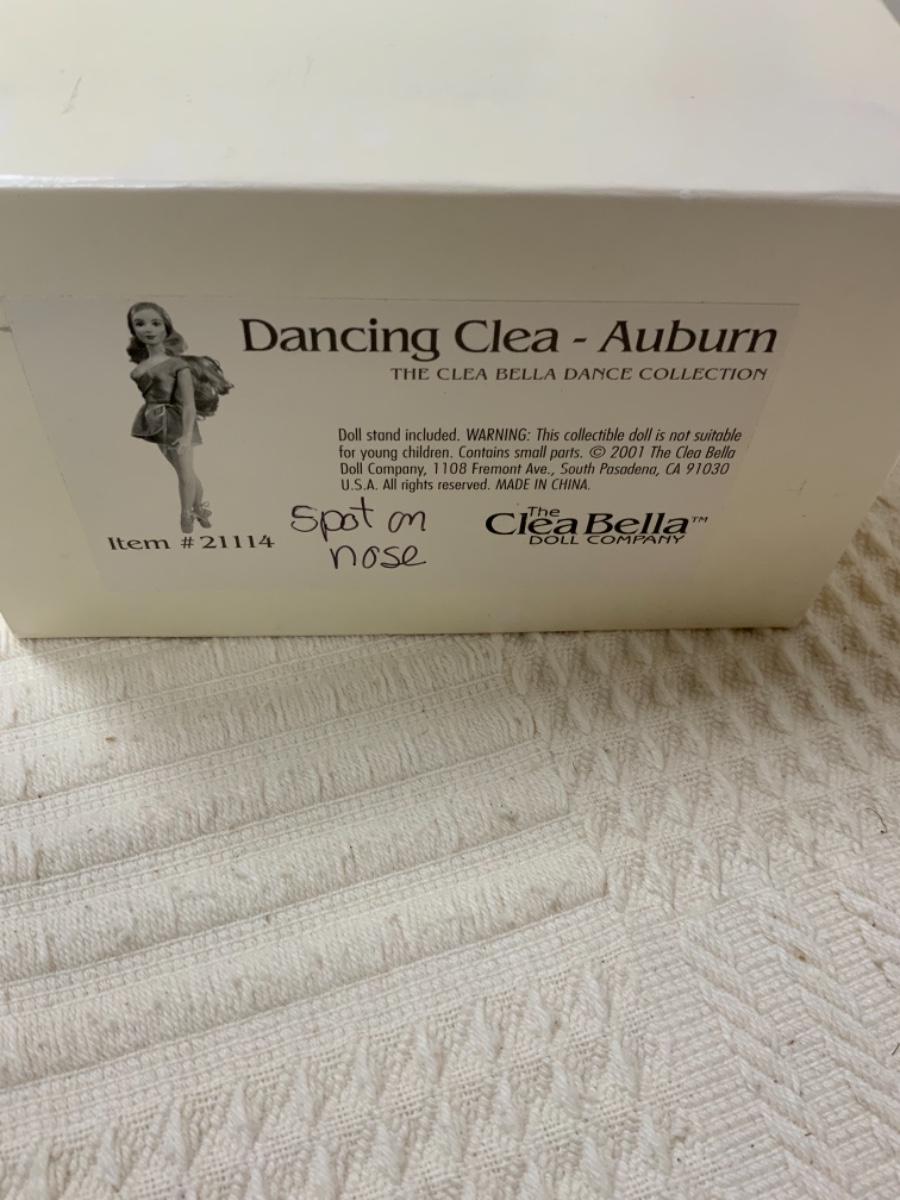 Dancing Clea - Auburn
THE CLEA BELLA DANCE COLLECTION
Doll stand included. WARNING: This collectible doll is not suitable
for young children. Contains small parts. © 2001 The Clea Bella
Doll Company, 1108 Fremont Ave., South Pasadena, CA 91030
U.S.A. All rights reserved. MADE IN CHINA.
Item #21114
spot on
nose
The
Clea Bella™
DOLL COMPANY